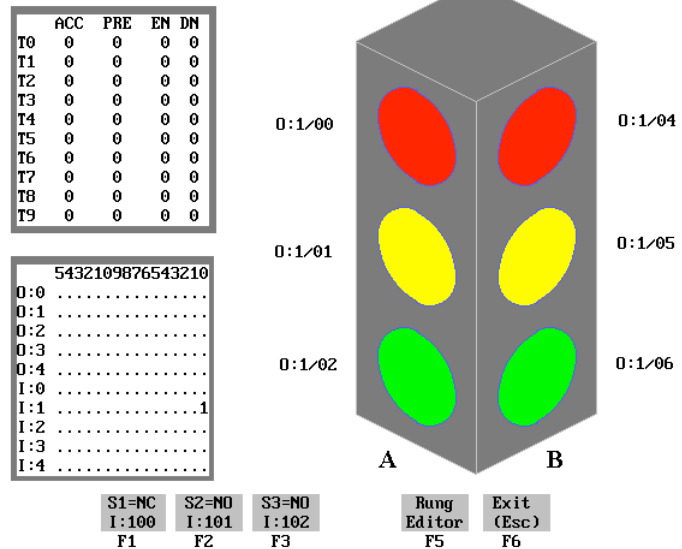 ACC PRE EN DN
T0 0 0 0 0
T1 0 0 0 0
T2 0 0 0 0
T3 0 0 0 0
T4 0 0 0 0
T5 0 0 0 0
T6 0 0 0 0
T7 0 0 0 0
T8 0 0 0 0
T9 0 0 0 0
5432109876543210
O:0 ................
O:1 ................
O:2 ................
O:3 ................
O:4 ................
I:0 ................
I:1 ...............1
I:2 ................
I:3 ................
I:4 ................
O:1/00
O:1/04
O:1/01
O:1/05
O:1/02
O:1/06
A
B
S1=NC
I:100
F1
S2=NO
I:101
F2
S3=NO
I:102
F3
Rung
Editor
F5
Exit
(Esc)
F6